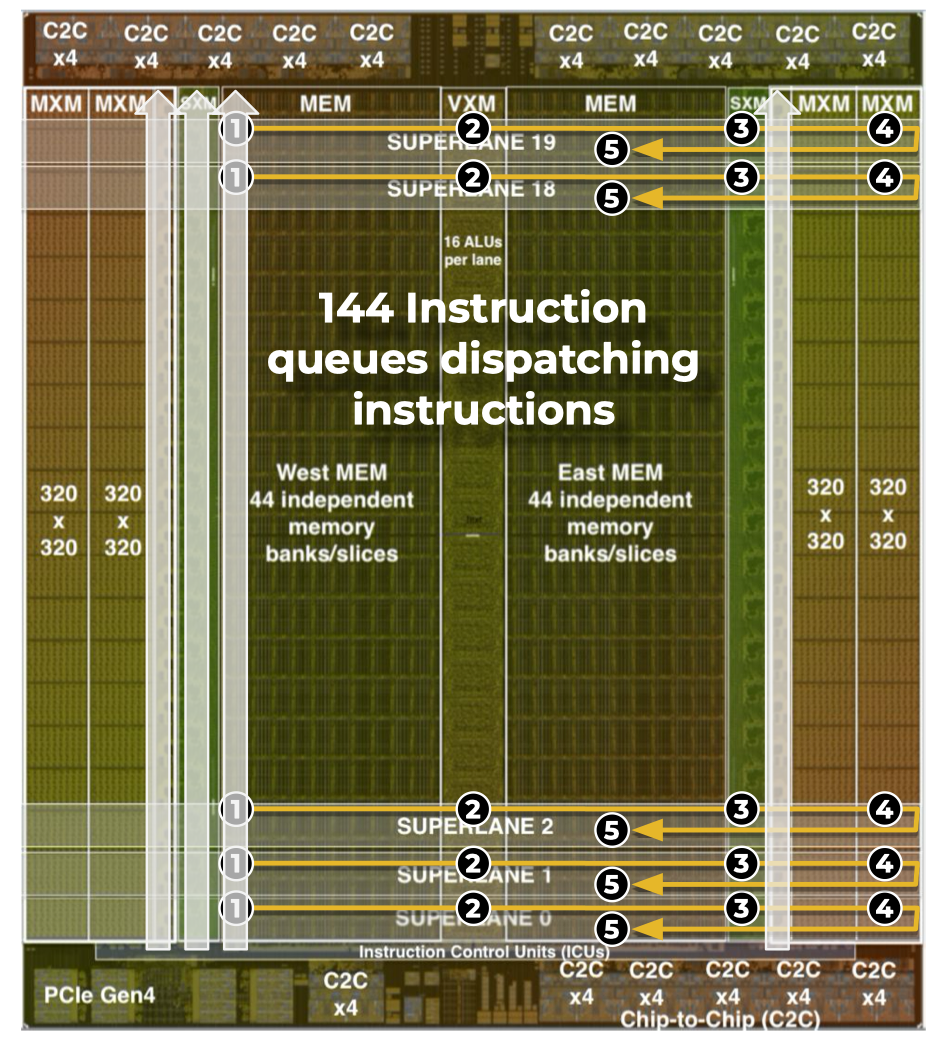 C2C C2C C2C C2C C2C C2C C2C C2C C2C C2C
x4 x4 x4 x4 x4 x4 x4 x4 x4 x4
MXM MXM SXM MEM VXM MEM SXM MXM MXM
1 2 3 4
SUPERLANE 19
5
1 2 3 4
SUPERLANE 18
5
16 ALUs
per lane
144 Instruction
queues dispatching
instructions
West MEM
44 independent
memory
banks/slices
East MEM
44 independent
memory
banks/slices
320 320 320 320
x x x x
320 320 320 320
1 2 3 4
SUPERLANE 2
5
1 2 3 4
SUPERLANE 1
5
1 2 3 4
SUPERLANE 0
5
Instruction Control Units (ICUs)
PCIe Gen4
C2C C2C C2C C2C C2C C2C
x4 x4 x4 x4 x4 x4
Chip-to-Chip (C2C)